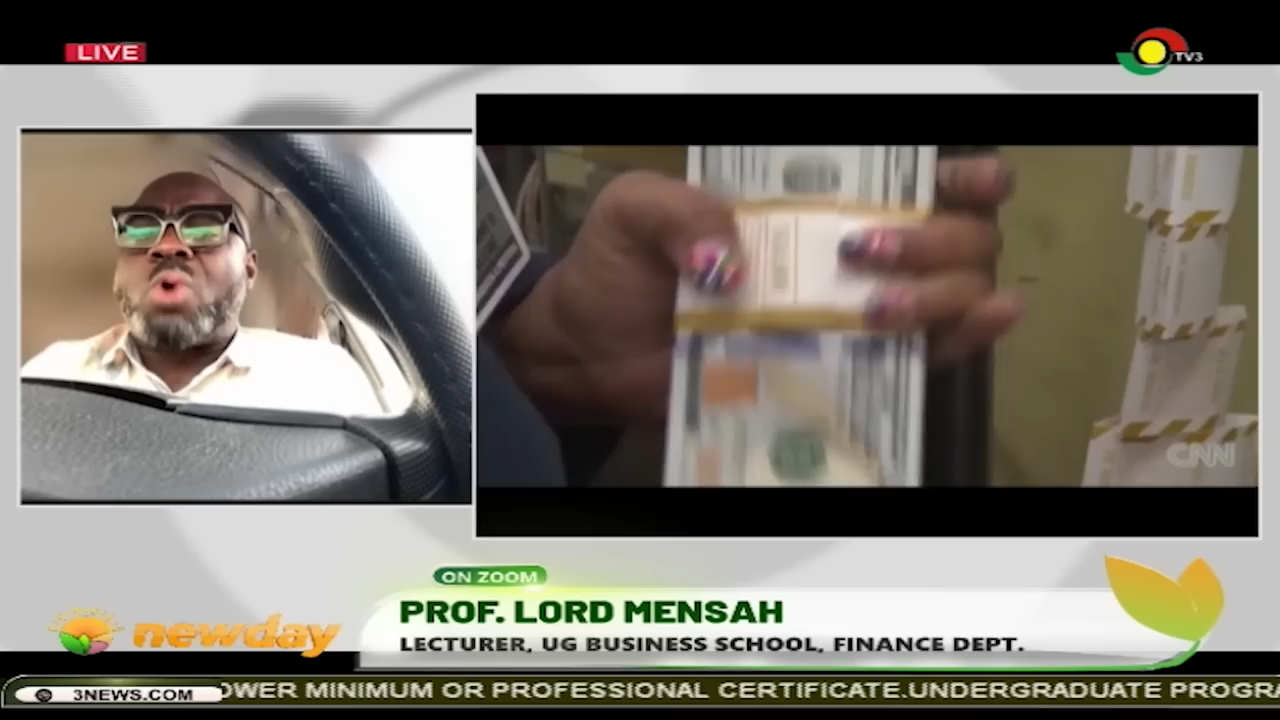 LIVE
TV3
CNN
ON ZOOM
PROF. LORD MENSAH
LECTURER, UG BUSINESS SCHOOL, FINANCE DEPT.
newday
3NEWS.COM
OWER MINIMUM OR PROFESSIONAL CERTIFICATE.UNDERGRADUATE PROGRA